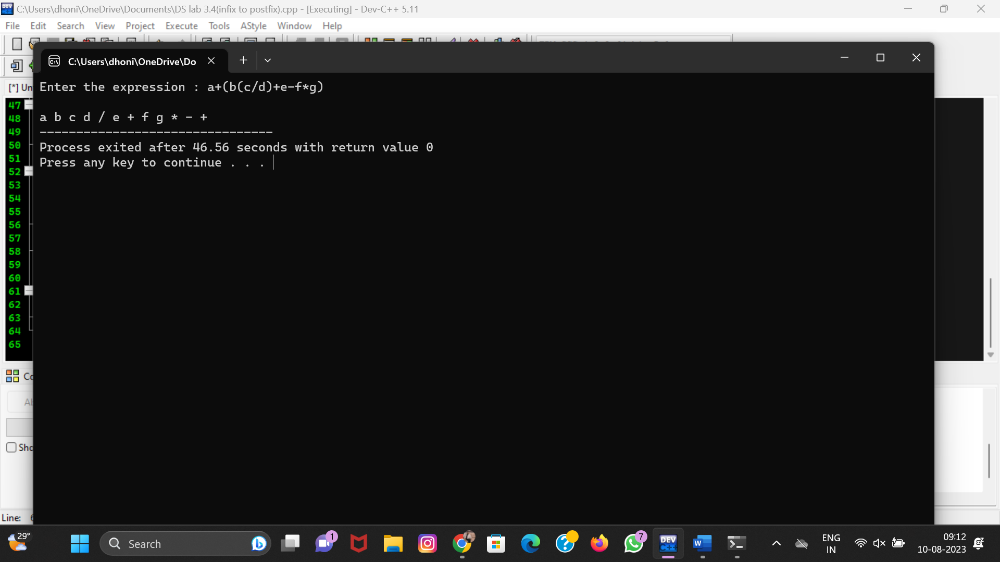 C:\Users\dhoni\OneDrive\Documents\DS lab 3.4(infix to postfix).cpp - [Executing] - Dev-C++ 5.11
File Edit Search View Project Execute Tools AStyle Window Help
C:\Users\dhoni\OneDrive\Do
[*] Un
Enter the expression : a+(b(c/d)+e-f*g)
a b c d / e + f g * - +
--------------------------------
Process exited after 46.56 seconds with return value 0
Press any key to continue . . .
47
48
49
50
51
52
53
54
55
56
57
58
59
60
61
62
63
64
65
Co
Ab
Sho
Line: 6
29°
Search
1
7
DEV C++
ENG
IN
09:12
10-08-2023